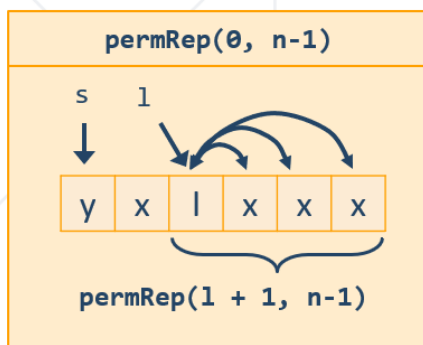 permRep(0, n-1)
s l
y x l x x x
permRep(l + 1, n-1)